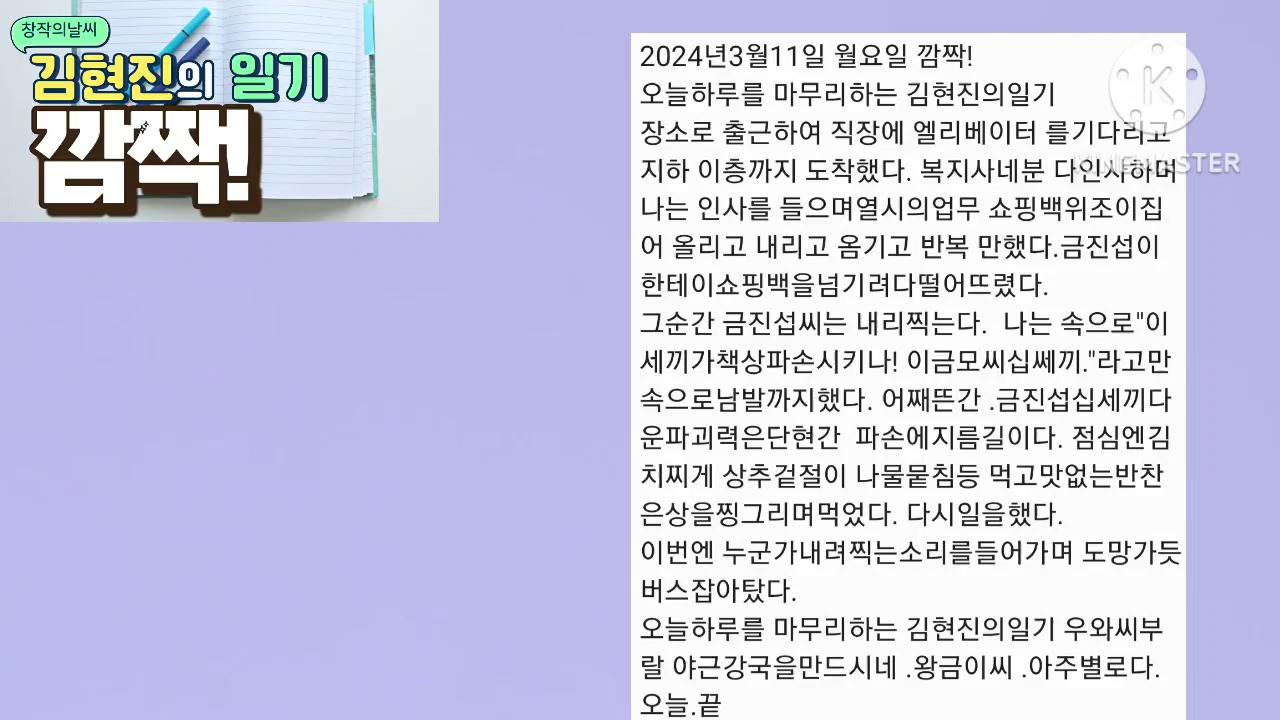 창작의날씨
김현진의 일기
깜짝!
2024년3월11일 월요일 깜짝!
오늘하루를 마무리하는 김현진의일기
장소로 출근하여 직장에 엘리베이터 를기다리고
지하 이층까지 도착했다. 복지사네분 다인사하며
나는 인사를 들으며열시의업무 쇼핑백위조이집
어 올리고 내리고 옴기고 반복 만했다.금진섭이
한테이쇼핑백을넘기려다떨어뜨렸다.
그순간 금진섭씨는 내리찍는다.  나는 속으로"이
세끼가책상파손시키나! 이금모씨십쎄끼."라고만
속으로남발까지했다. 어째뜬간 .금진섭십세끼다
운파괴력은단현간  파손에지름길이다. 점심엔김
치찌게 상추겉절이 나물뭍침등 먹고맛없는반찬
은상을찡그리며먹었다. 다시일을했다.
이번엔 누군가내려찍는소리를들어가며 도망가듯
버스잡아탔다.
오늘하루를 마무리하는 김현진의일기 우와씨부
랄 야근강국을만드시네 .왕금이씨 .아주별로다.
오늘.끝
K
KINEMASTER